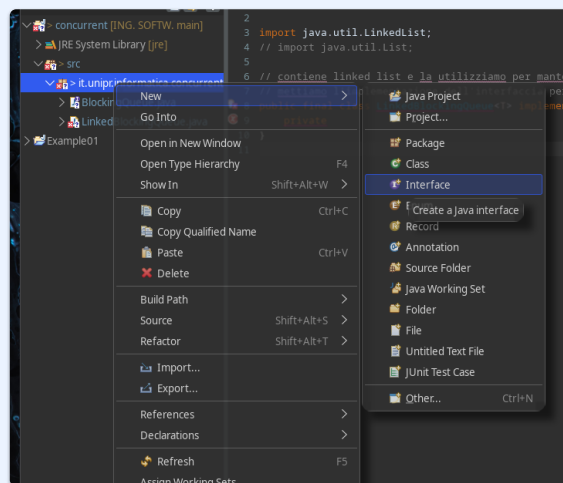 > concurrent [ING. SOFTW. main]
JRE System Library [jre]
> src
> it.unipr.informatica.concurrent
Linked
Example01
2
3 import java.util.LinkedList;
4 // import java.util.List;
5
6 // contiene linked list e la utilizziamo per
New
Go Into
Open in New Window
Open Type Hierarchy F4
Show In Shift+Alt+W
Copy Ctrl+C
Copy Qualified Name
Paste Ctrl+V
Delete
Build Path
Source Shift+Alt+S
Refactor Shift+Alt+T
Import...
Export...
References
Declarations
Refresh F5
Assign Working Sets
Java Project
Project...
Package
Class
Interface
Create a Java interface
Record
Annotation
Source Folder
Java Working Set
Folder
File
Untitled Text File
JUnit Test Case
Other... Ctrl+N